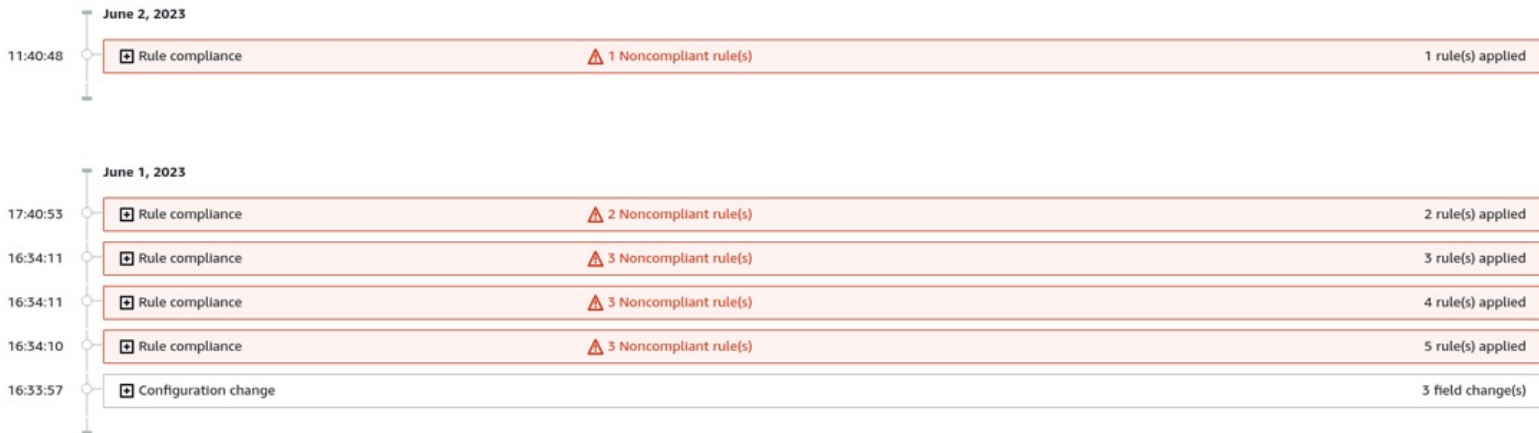 June 2, 2023
11:40:48 Rule compliance 1 Noncompliant rule(s) 1 rule(s) applied
June 1, 2023
17:40:53 Rule compliance 2 Noncompliant rule(s) 2 rule(s) applied
16:34:11 Rule compliance 3 Noncompliant rule(s) 3 rule(s) applied
16:34:11 Rule compliance 3 Noncompliant rule(s) 4 rule(s) applied
16:34:10 Rule compliance 3 Noncompliant rule(s) 5 rule(s) applied
16:33:57 Configuration change 3 field change(s)